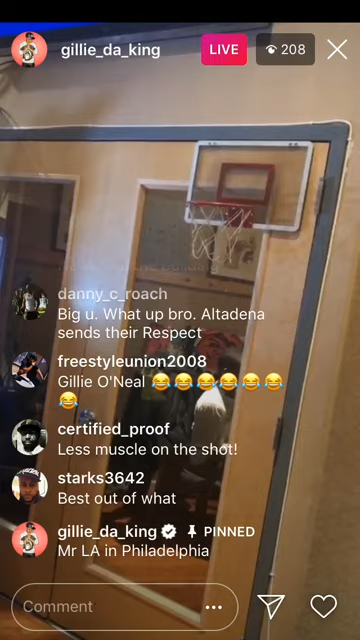 gillie_da_king
LIVE
208
danny_c_roach
Big u. What up bro. Altadena
sends their Respect
freestyleunion2008
Gillie O'Neal 😂😂😂😂😂😂
😂
certified_proof
Less muscle on the shot!
starks3642
Best out of what
gillie_da_king PINNED
Mr LA in Philadelphia
Comment